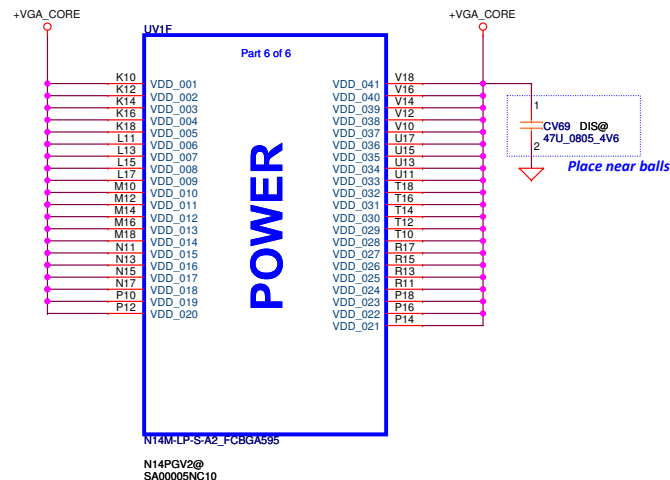 +VGA_CORE
+VGA_CORE
UV1F
Part 6 of 6
K10 VDD_001
K12 VDD_002
K14 VDD_003
K16 VDD_004
K18 VDD_005
L11 VDD_006
L13 VDD_007
L15 VDD_008
L17 VDD_009
M10 VDD_010
M12 VDD_011
M14 VDD_012
M16 VDD_013
M18 VDD_014
N11 VDD_015
N13 VDD_016
N15 VDD_017
N17 VDD_018
P10 VDD_019
P12 VDD_020
POWER
VDD_041 V18
VDD_040 V16
VDD_039 V14
VDD_038 V12
VDD_037 V10
VDD_036 U17
VDD_035 U15
VDD_034 U13
VDD_033 U11
VDD_032 T18
VDD_031 T16
VDD_030 T14
VDD_029 T12
VDD_028 T10
VDD_027 R17
VDD_026 R15
VDD_025 R13
VDD_024 R11
VDD_023 P18
VDD_022 P16
VDD_021 P14
1
CV69 DIS@
47U_0805_4V6
2
Place near balls
N14M-LP-S-A2_FCBGA595
N14PGV2@
SA00005NC10